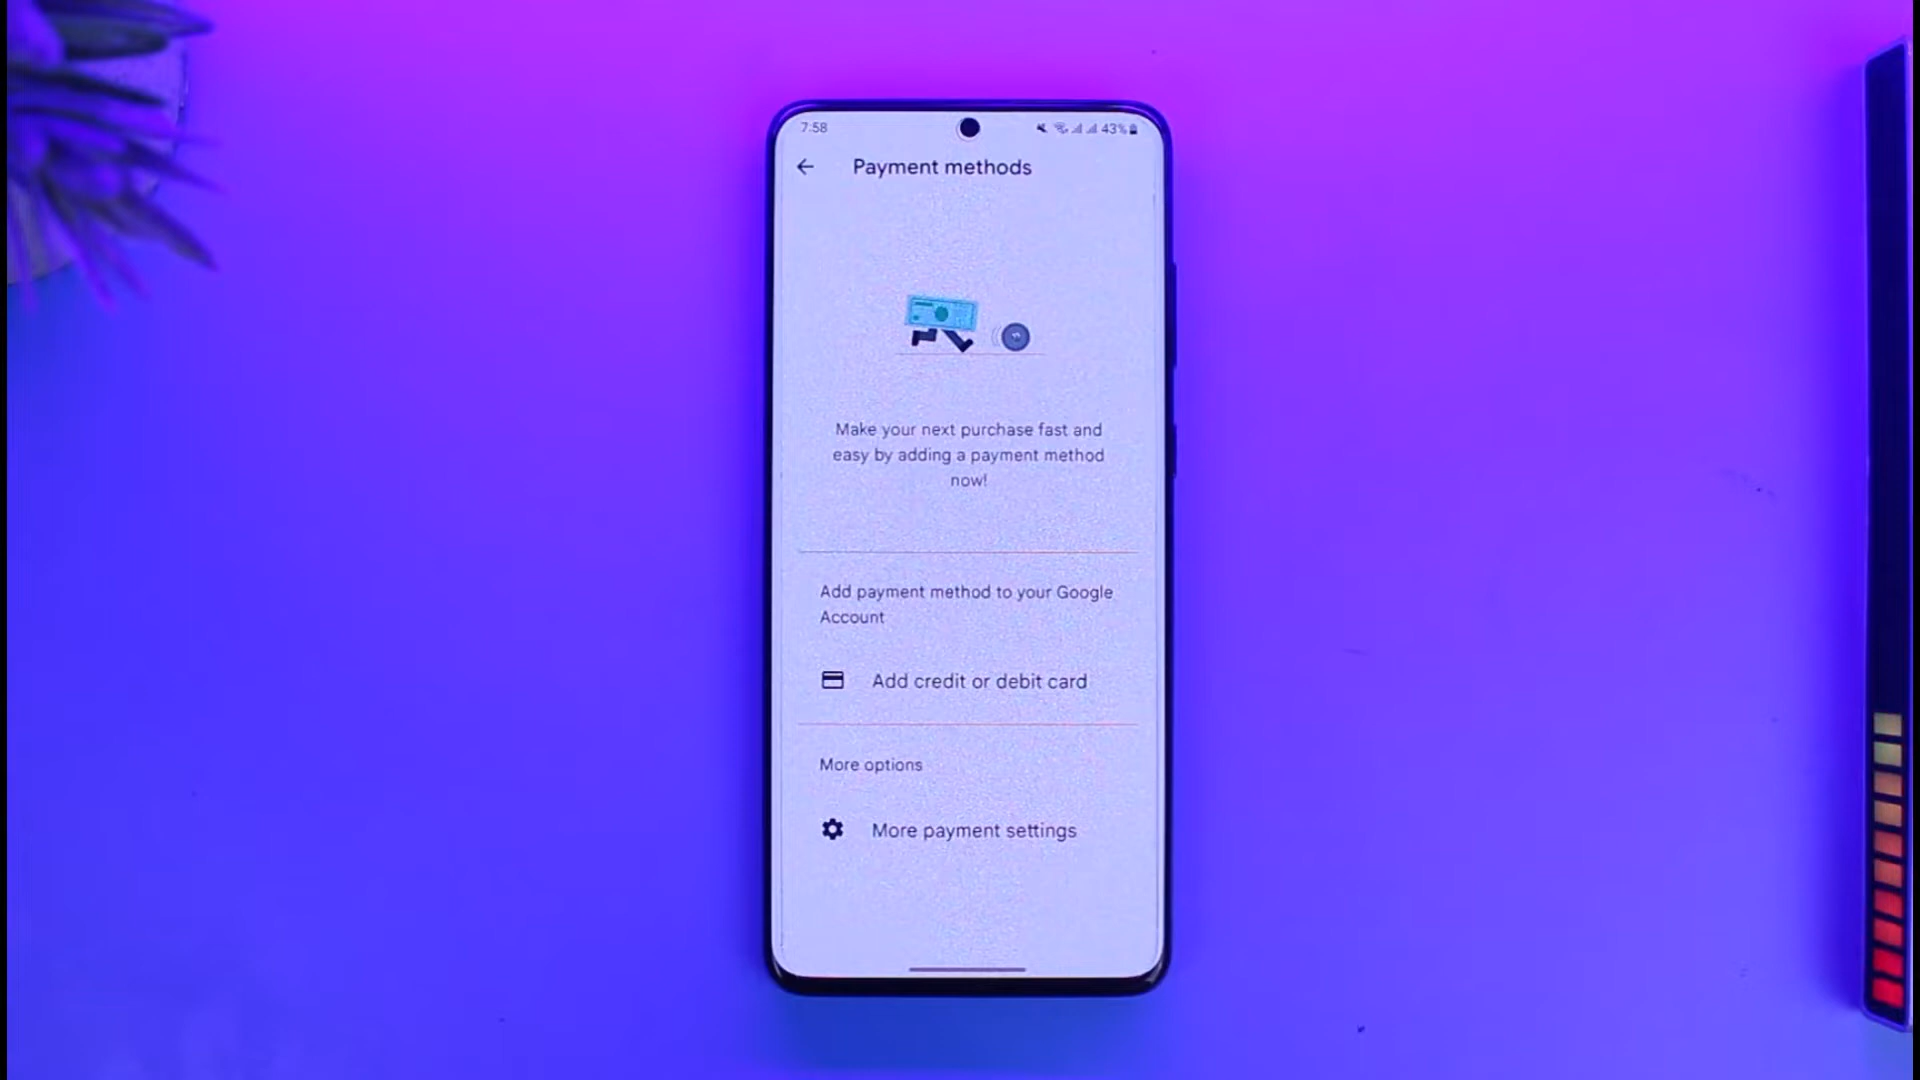 7:58
43%
Payment methods
Make your next purchase fast and
easy by adding a payment method
now!
Add payment method to your Google
Account
Add credit or debit card
More options
More payment settings